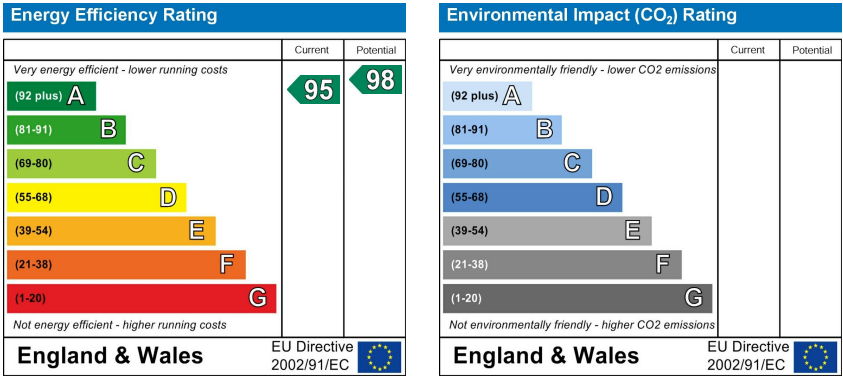 Energy Efficiency Rating
Current Potential
Very energy efficient - lower running costs
(92 plus) A
95 98
(81-91) B
(69-80) C
(55-68) D
(39-54) E
(21-38) F
(1-20) G
Not energy efficient - higher running costs
England & Wales
EU Directive
2002/91/EC
Environmental Impact (CO₂) Rating
Current Potential
Very environmentally friendly - lower CO2 emissions
(92 plus) A
(81-91) B
(69-80) C
(55-68) D
(39-54) E
(21-38) F
(1-20) G
Not environmentally friendly - higher CO2 emissions
England & Wales
EU Directive
2002/91/EC